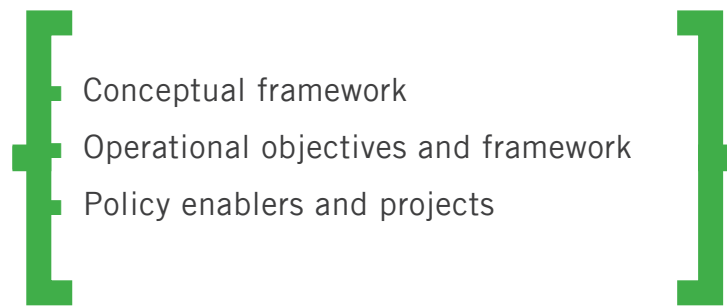 Conceptual framework
Operational objectives and framework
Policy enablers and projects